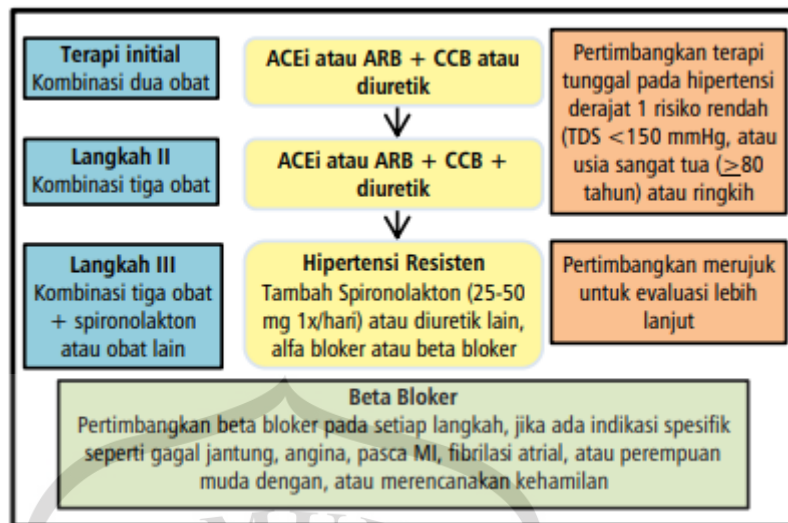 Terapi initial
Kombinasi dua obat
ACEi atau ARB + CCB atau
diuretik
Pertimbangkan terapi
tunggal pada hipertensi
derajat 1 risiko rendah
(TDS <150 mmHg, atau
usia sangat tua (≥80
tahun) atau ringkih
Langkah II
Kombinasi tiga obat
ACEi atau ARB + CCB +
diuretik
Langkah III
Kombinasi tiga obat
+ spironolakton
atau obat lain
Hipertensi Resisten
Tambah Spironolakton (25-50
mg 1x/hari) atau diuretik lain,
alfa bloker atau beta bloker
Pertimbangkan merujuk
untuk evaluasi lebih
lanjut
Beta Bloker
Pertimbangkan beta bloker pada setiap langkah, jika ada indikasi spesifik
seperti gagal jantung, angina, pasca MI, fibrilasi atrial, atau perempuan
muda dengan, atau merencanakan kehamilan